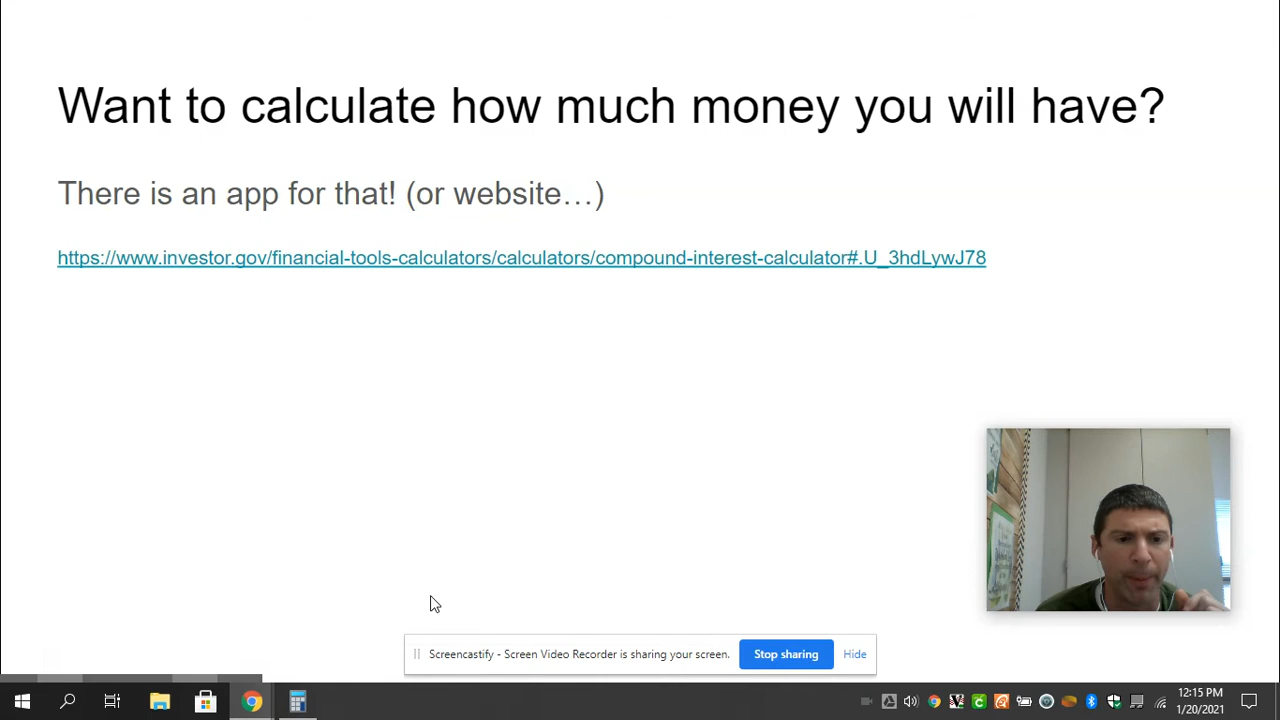 Want to calculate how much money you will have?
There is an app for that! (or website…)
https://www.investor.gov/financial-tools-calculators/calculators/compound-interest-calculator#.U_3hdLywJ78
Screencastify - Screen Video Recorder is sharing your screen. Stop sharing Hide
12:15 PM
1/20/2021